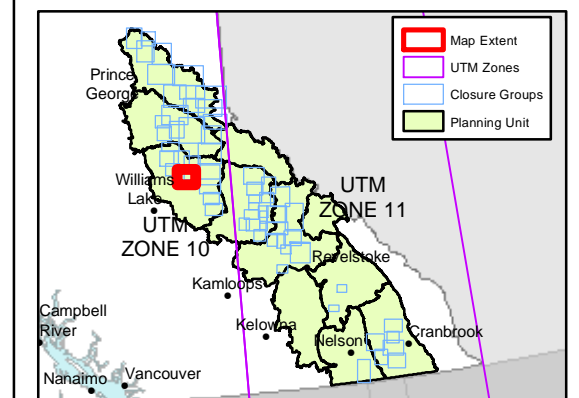 Map Extent
UTM Zones
Closure Groups
Planning Unit
Prince
George
Williams
Lake
UTM
ZONE 10
UTM
ZONE 11
Revelstoke
Kamloops
Campbell
River
Kelowna
Nelson
Cranbrook
Nanaimo
Vancouver